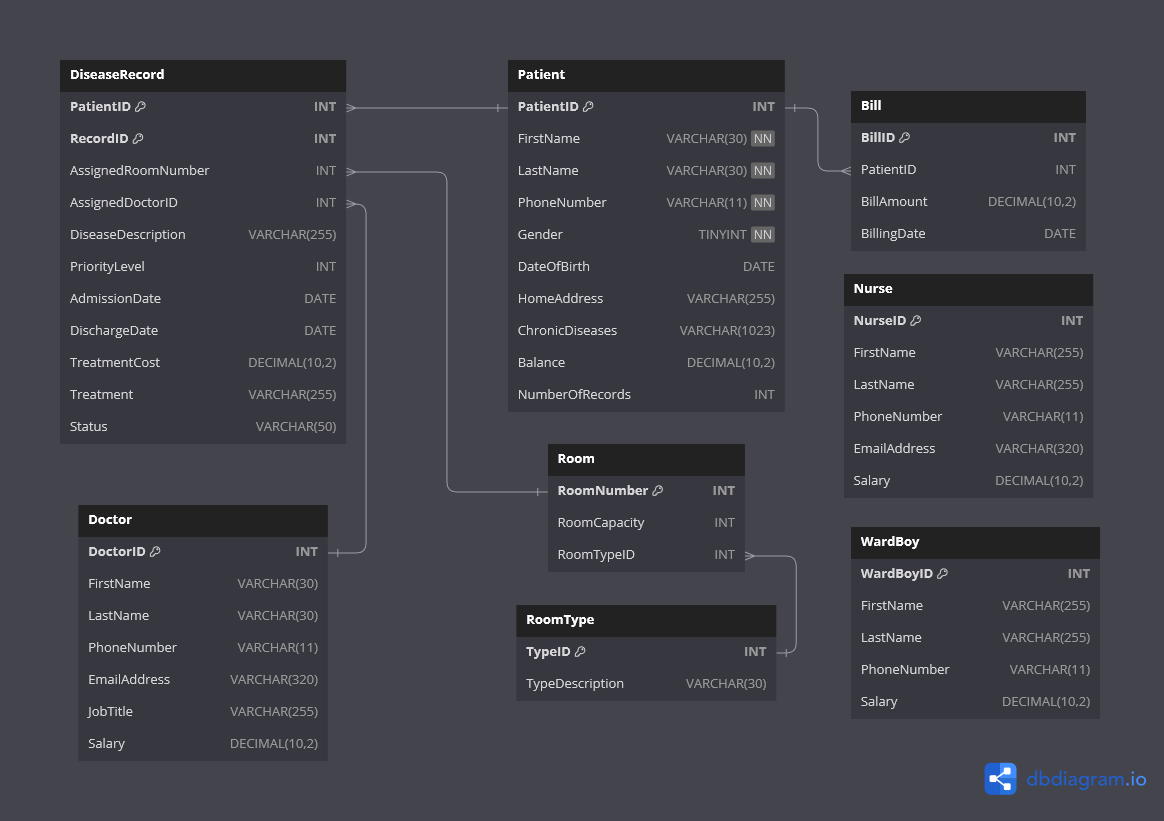 DiseaseRecord
PatientID INT
RecordID INT
AssignedRoomNumber INT
AssignedDoctorID INT
DiseaseDescription VARCHAR(255)
PriorityLevel INT
AdmissionDate DATE
DischargeDate DATE
TreatmentCost DECIMAL(10,2)
Treatment VARCHAR(255)
Status VARCHAR(50)
Patient
PatientID INT
FirstName VARCHAR(30) NN
LastName VARCHAR(30) NN
PhoneNumber VARCHAR(11) NN
Gender TINYINT NN
DateOfBirth DATE
HomeAddress VARCHAR(255)
ChronicDiseases VARCHAR(1023)
Balance DECIMAL(10,2)
NumberOfRecords INT
Bill
BillID INT
PatientID INT
BillAmount DECIMAL(10,2)
BillingDate DATE
Nurse
NurseID INT
FirstName VARCHAR(255)
LastName VARCHAR(255)
PhoneNumber VARCHAR(11)
EmailAddress VARCHAR(320)
Salary DECIMAL(10,2)
Room
RoomNumber INT
RoomCapacity INT
RoomTypeID INT
Doctor
DoctorID INT
FirstName VARCHAR(30)
LastName VARCHAR(30)
PhoneNumber VARCHAR(11)
EmailAddress VARCHAR(320)
JobTitle VARCHAR(255)
Salary DECIMAL(10,2)
RoomType
TypeID INT
TypeDescription VARCHAR(30)
WardBoy
WardBoyID INT
FirstName VARCHAR(255)
LastName VARCHAR(255)
PhoneNumber VARCHAR(11)
Salary DECIMAL(10,2)
dbdiagram.io